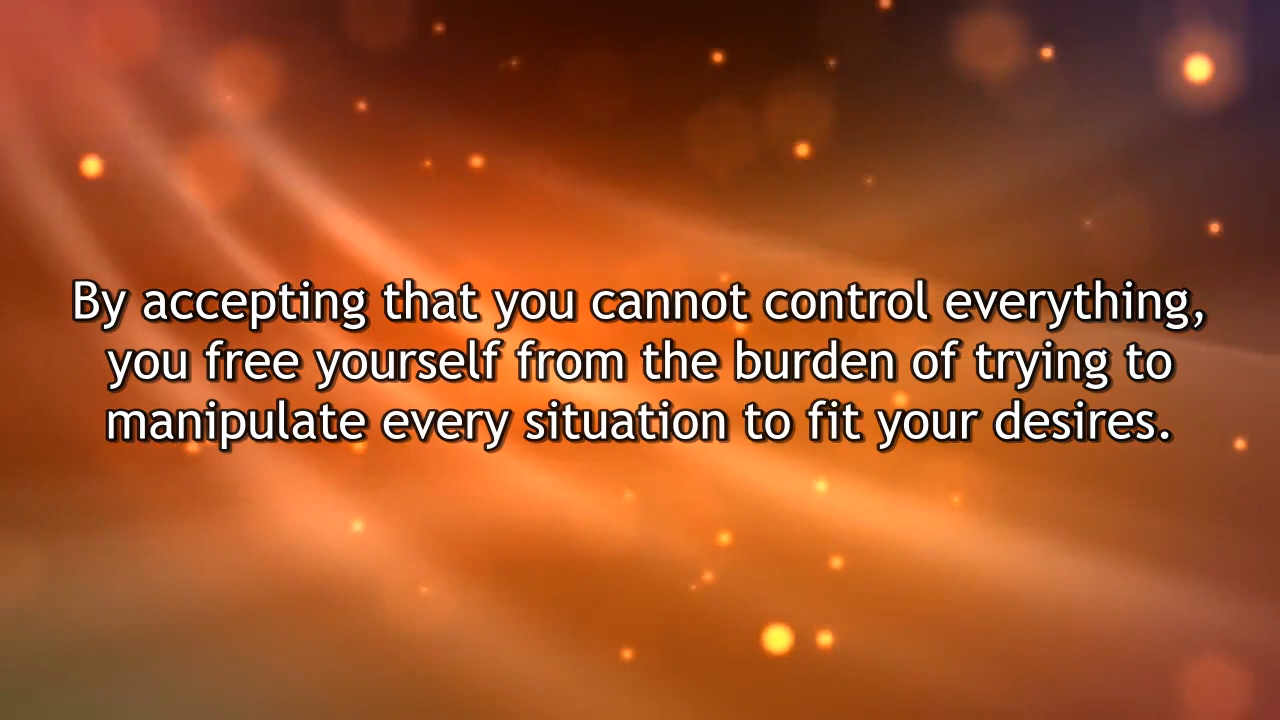 By accepting that you cannot control everything,
you free yourself from the burden of trying to
manipulate every situation to fit your desires.